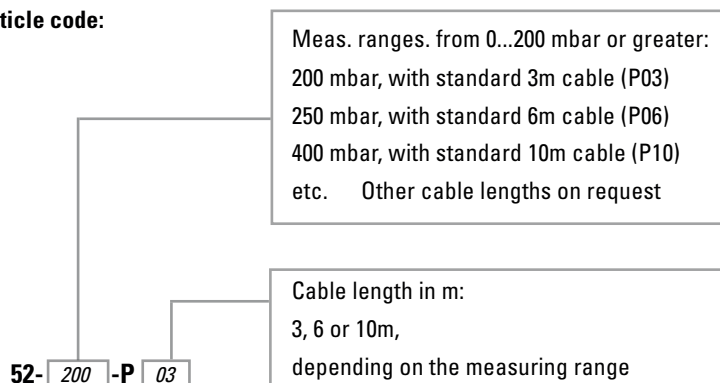 ticle code:
Meas. ranges. from 0...200 mbar or greater:
200 mbar, with standard 3m cable (P03)
250 mbar, with standard 6m cable (P06)
400 mbar, with standard 10m cable (P10)
etc. Other cable lengths on request
Cable length in m:
3, 6 or 10m,
depending on the measuring range
52- 200 -P 03